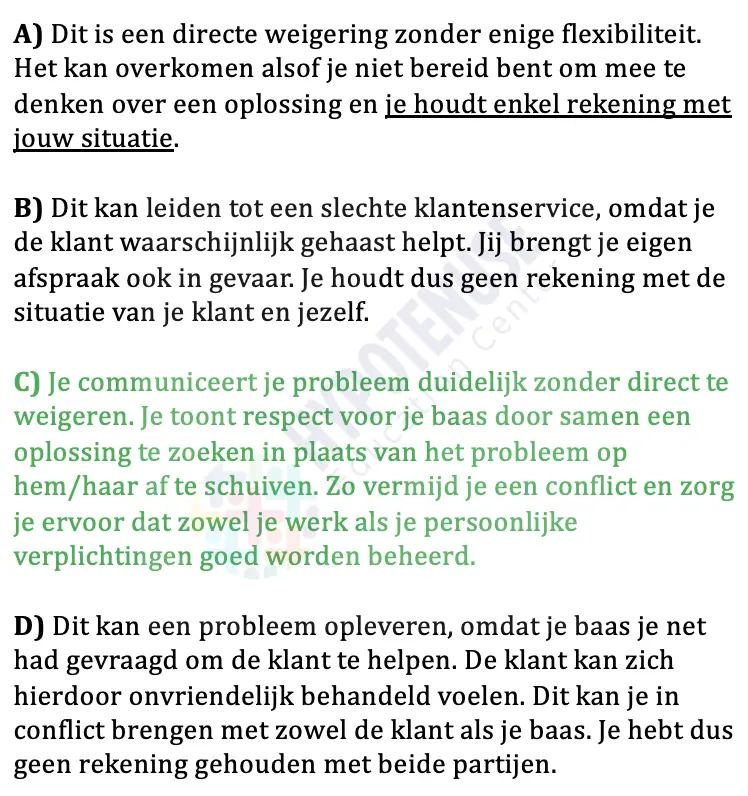 A) Dit is een directe weigering zonder enige flexibiliteit.
Het kan overkomen alsof je niet bereid bent om mee te
denken over een oplossing en je houdt enkel rekening met
jouw situatie.
B) Dit kan leiden tot een slechte klantenservice, omdat je
de klant waarschijnlijk gehaast helpt. Jij brengt je eigen
afspraak ook in gevaar. Je houdt dus geen rekening met de
situatie van je klant en jezelf.
C) Je communiceert je probleem duidelijk zonder direct te
weigeren. Je toont respect voor je baas door samen een
oplossing te zoeken in plaats van het probleem op
hem/haar af te schuiven. Zo vermijd je een conflict en zorg
je ervoor dat zowel je werk als je persoonlijke
verplichtingen goed worden beheerd.
D) Dit kan een probleem opleveren, omdat je baas je net
had gevraagd om de klant te helpen. De klant kan zich
hierdoor onvriendelijk behandeld voelen. Dit kan je in
conflict brengen met zowel de klant als je baas. Je hebt dus
geen rekening gehouden met beide partijen.
HYPOTENUSE
Education Center